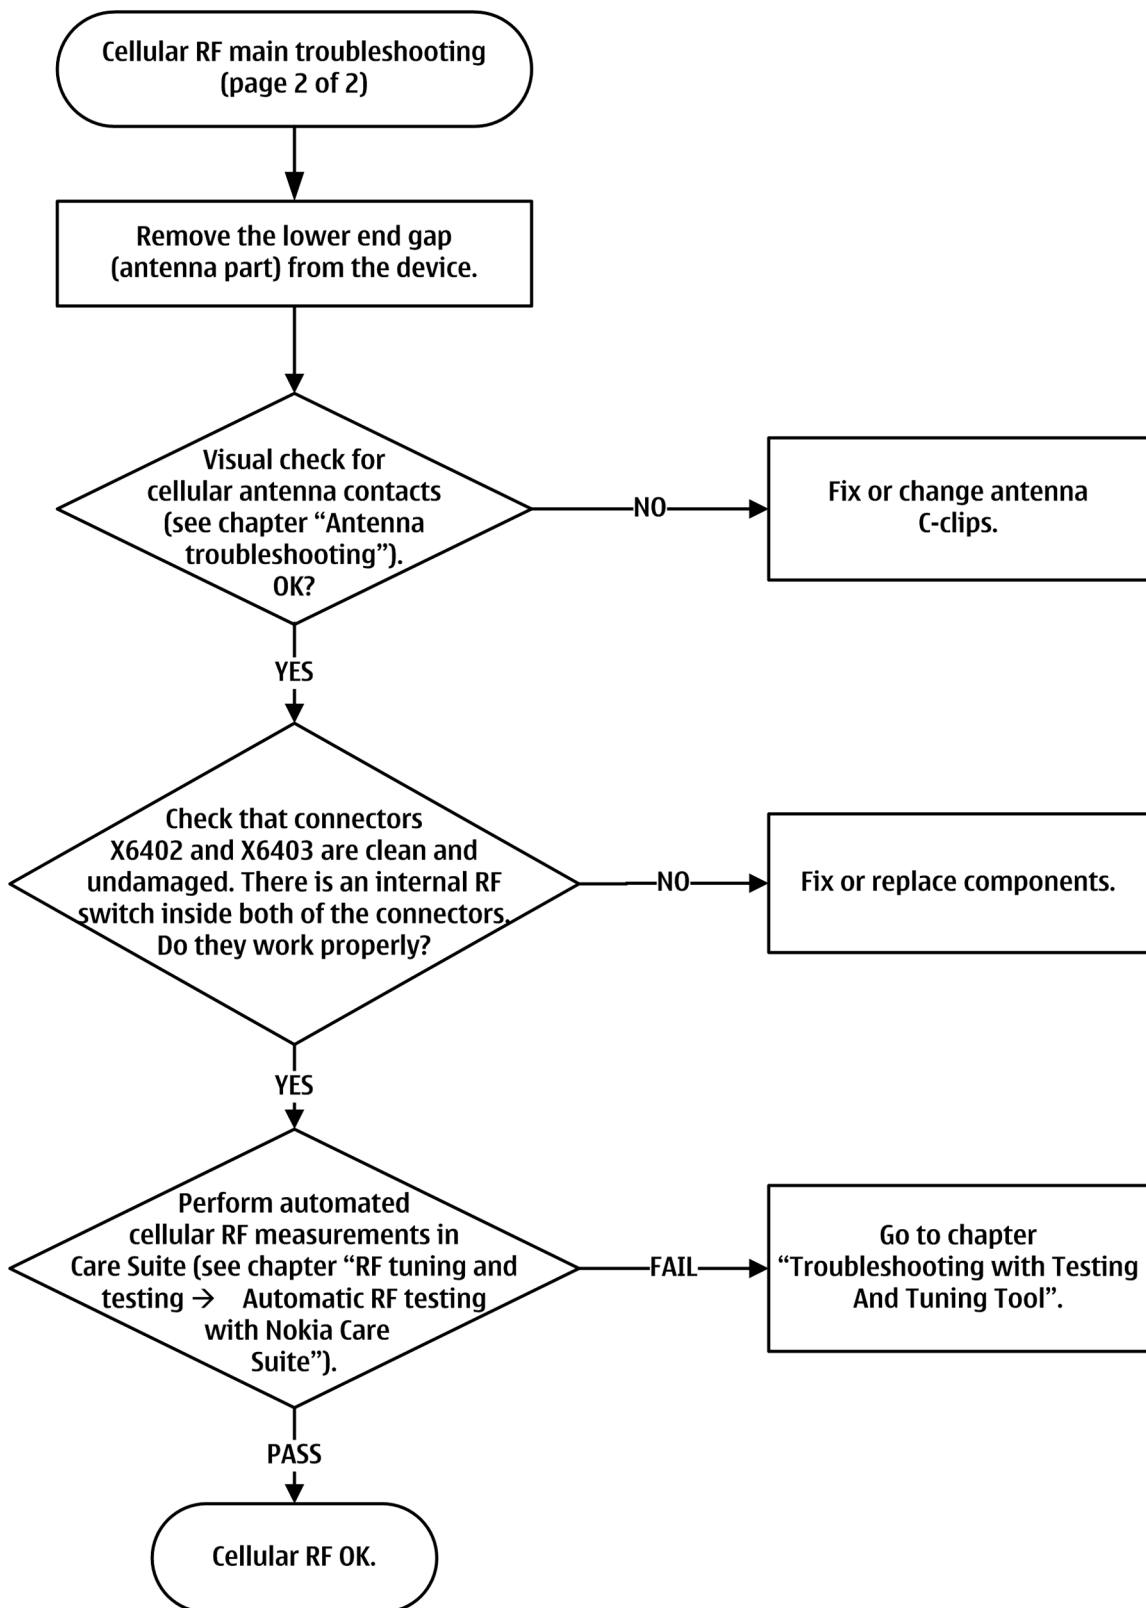 Cellular RF main troubleshooting
(page 2 of 2)
Remove the lower end gap
(antenna part) from the device.
Visual check for
cellular antenna contacts
(see chapter “Antenna
troubleshooting”).
OK?
NO
Fix or change antenna
C-clips.
YES
Check that connectors
X6402 and X6403 are clean and
undamaged. There is an internal RF
switch inside both of the connectors.
Do they work properly?
NO
Fix or replace components.
YES
Perform automated
cellular RF measurements in
Care Suite (see chapter “RF tuning and
testing → Automatic RF testing
with Nokia Care
Suite”).
FAIL
Go to chapter
“Troubleshooting with Testing
And Tuning Tool”.
PASS
Cellular RF OK.